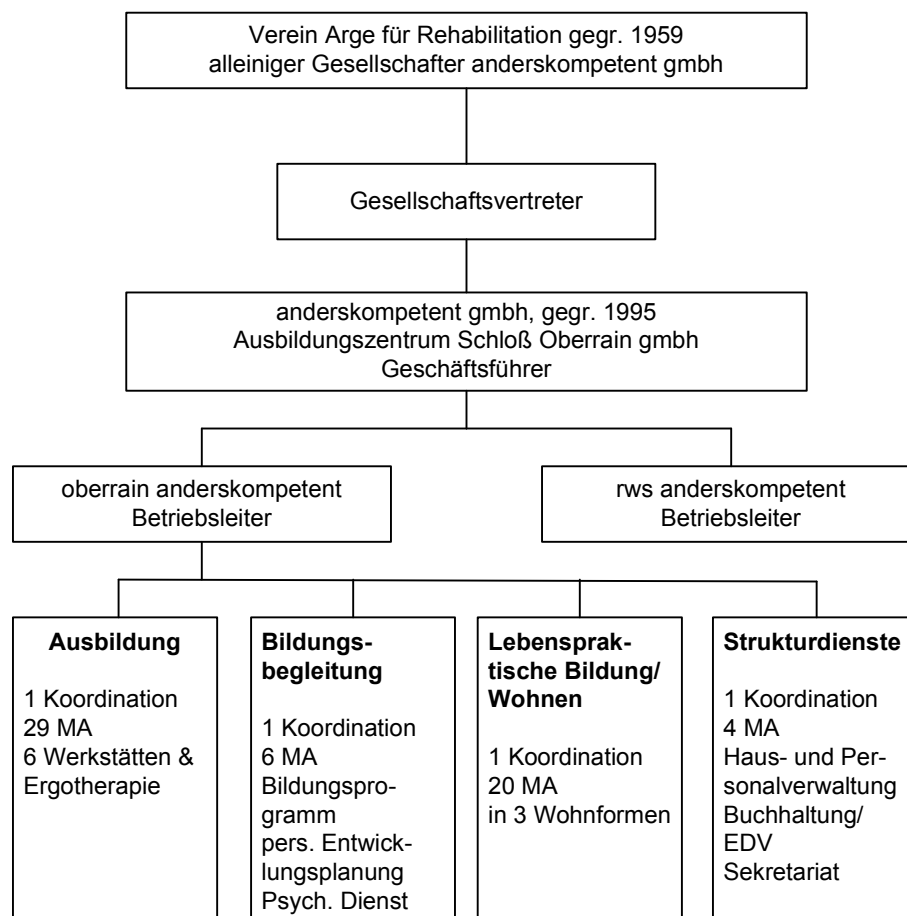 Verein Arge für Rehabilitation gegr. 1959
alleiniger Gesellschafter anderskompetent gmbh
Gesellschaftsvertreter
anderskompetent gmbh, gegr. 1995
Ausbildungszentrum Schloß Oberrain gmbh
Geschäftsführer
oberrain anderskompetent
Betriebsleiter
rws anderskompetent
Betriebsleiter
Ausbildung
1 Koordination
29 MA
6 Werkstätten &
Ergotherapie
Bildungs-
begleitung
1 Koordination
6 MA
Bildungspro-
gramm
pers. Entwick-
lungsplanung
Psych. Dienst
Lebensprak-
tische Bildung/
Wohnen
1 Koordination
20 MA
in 3 Wohnformen
Strukturdienste
1 Koordination
4 MA
Haus- und Per-
sonalverwaltung
Buchhaltung/
EDV
Sekretariat